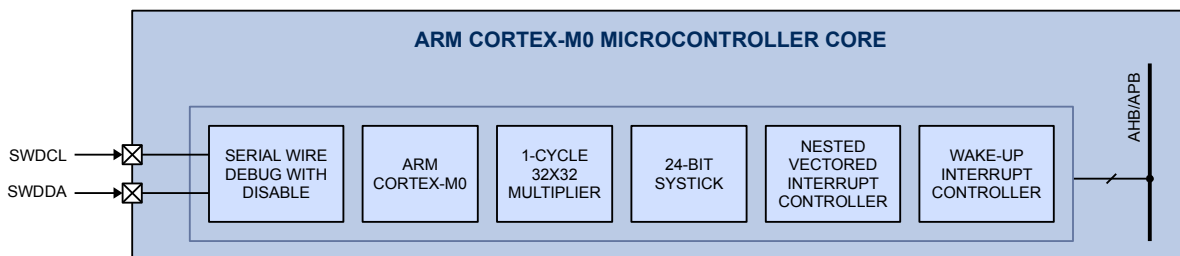 ARM CORTEX-M0 MICROCONTROLLER CORE
AHB/APB
SWDCL
SWDDA
SERIAL WIRE
DEBUG WITH
DISABLE
ARM
CORTEX-M0
1-CYCLE
32X32
MULTIPLIER
24-BIT
SYSTICK
NESTED
VECTORED
INTERRUPT
CONTROLLER
WAKE-UP
INTERRUPT
CONTROLLER